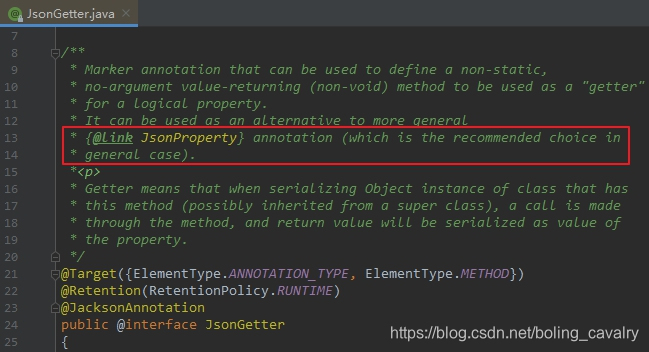 JsonGetter.java
7
8 /**
9 * Marker annotation that can be used to define a non-static,
10 * no-argument value-returning (non-void) method to be used as a "getter"
11 * for a logical property.
12 * It can be used as an alternative to more general
13 * {@link JsonProperty} annotation (which is the recommended choice in
14 * general case).
15 *<p>
16 * Getter means that when serializing Object instance of class that has
17 * this method (possibly inherited from a super class), a call is made
18 * through the method, and return value will be serialized as value of
19 * the property.
20 */
21 @Target({ElementType.ANNOTATION_TYPE, ElementType.METHOD})
22 @Retention(RetentionPolicy.RUNTIME)
23 @JacksonAnnotation
24 public @interface JsonGetter
25 {
https://blog.csdn.net/boling_cavalry